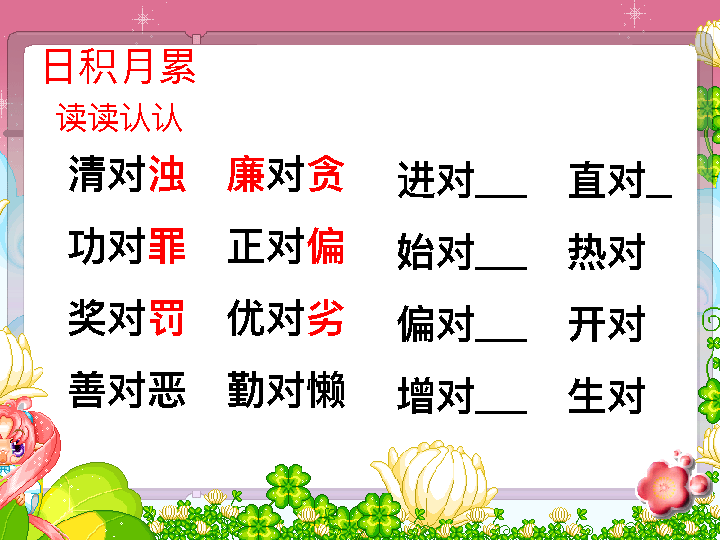 日积月累
读读认认
清对浊 廉对贪
功对罪 正对偏
奖对罚 优对劣
善对恶 勤对懒
进对___ 直对_
始对___ 热对
偏对___ 开对
增对___ 生对